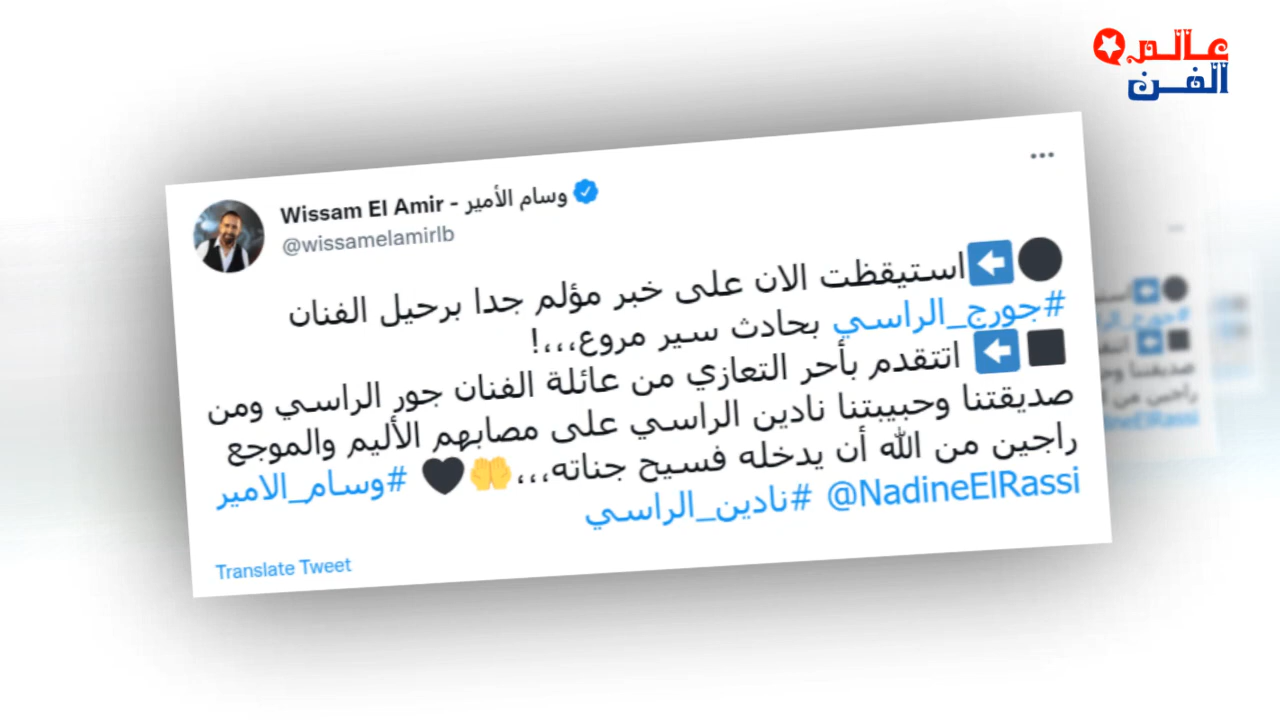 عالم
الفن
Wissam El Amir - وسام الأمير
@wissamelamirlb
استيقظت الان على خبر مؤلم جدا برحيل الفنان
#جورج_الراسي بحادث سير مروع،،،!
اتتقدم بأحر التعازي من عائلة الفنان جور الراسي ومن
صديقتنا وحبيبتنا نادين الراسي على مصابهم الأليم والموجع
راجين من الله أن يدخله فسيح جناته،،، #وسام_الامير
@NadineElRassi #نادين_الراسي
Translate Tweet